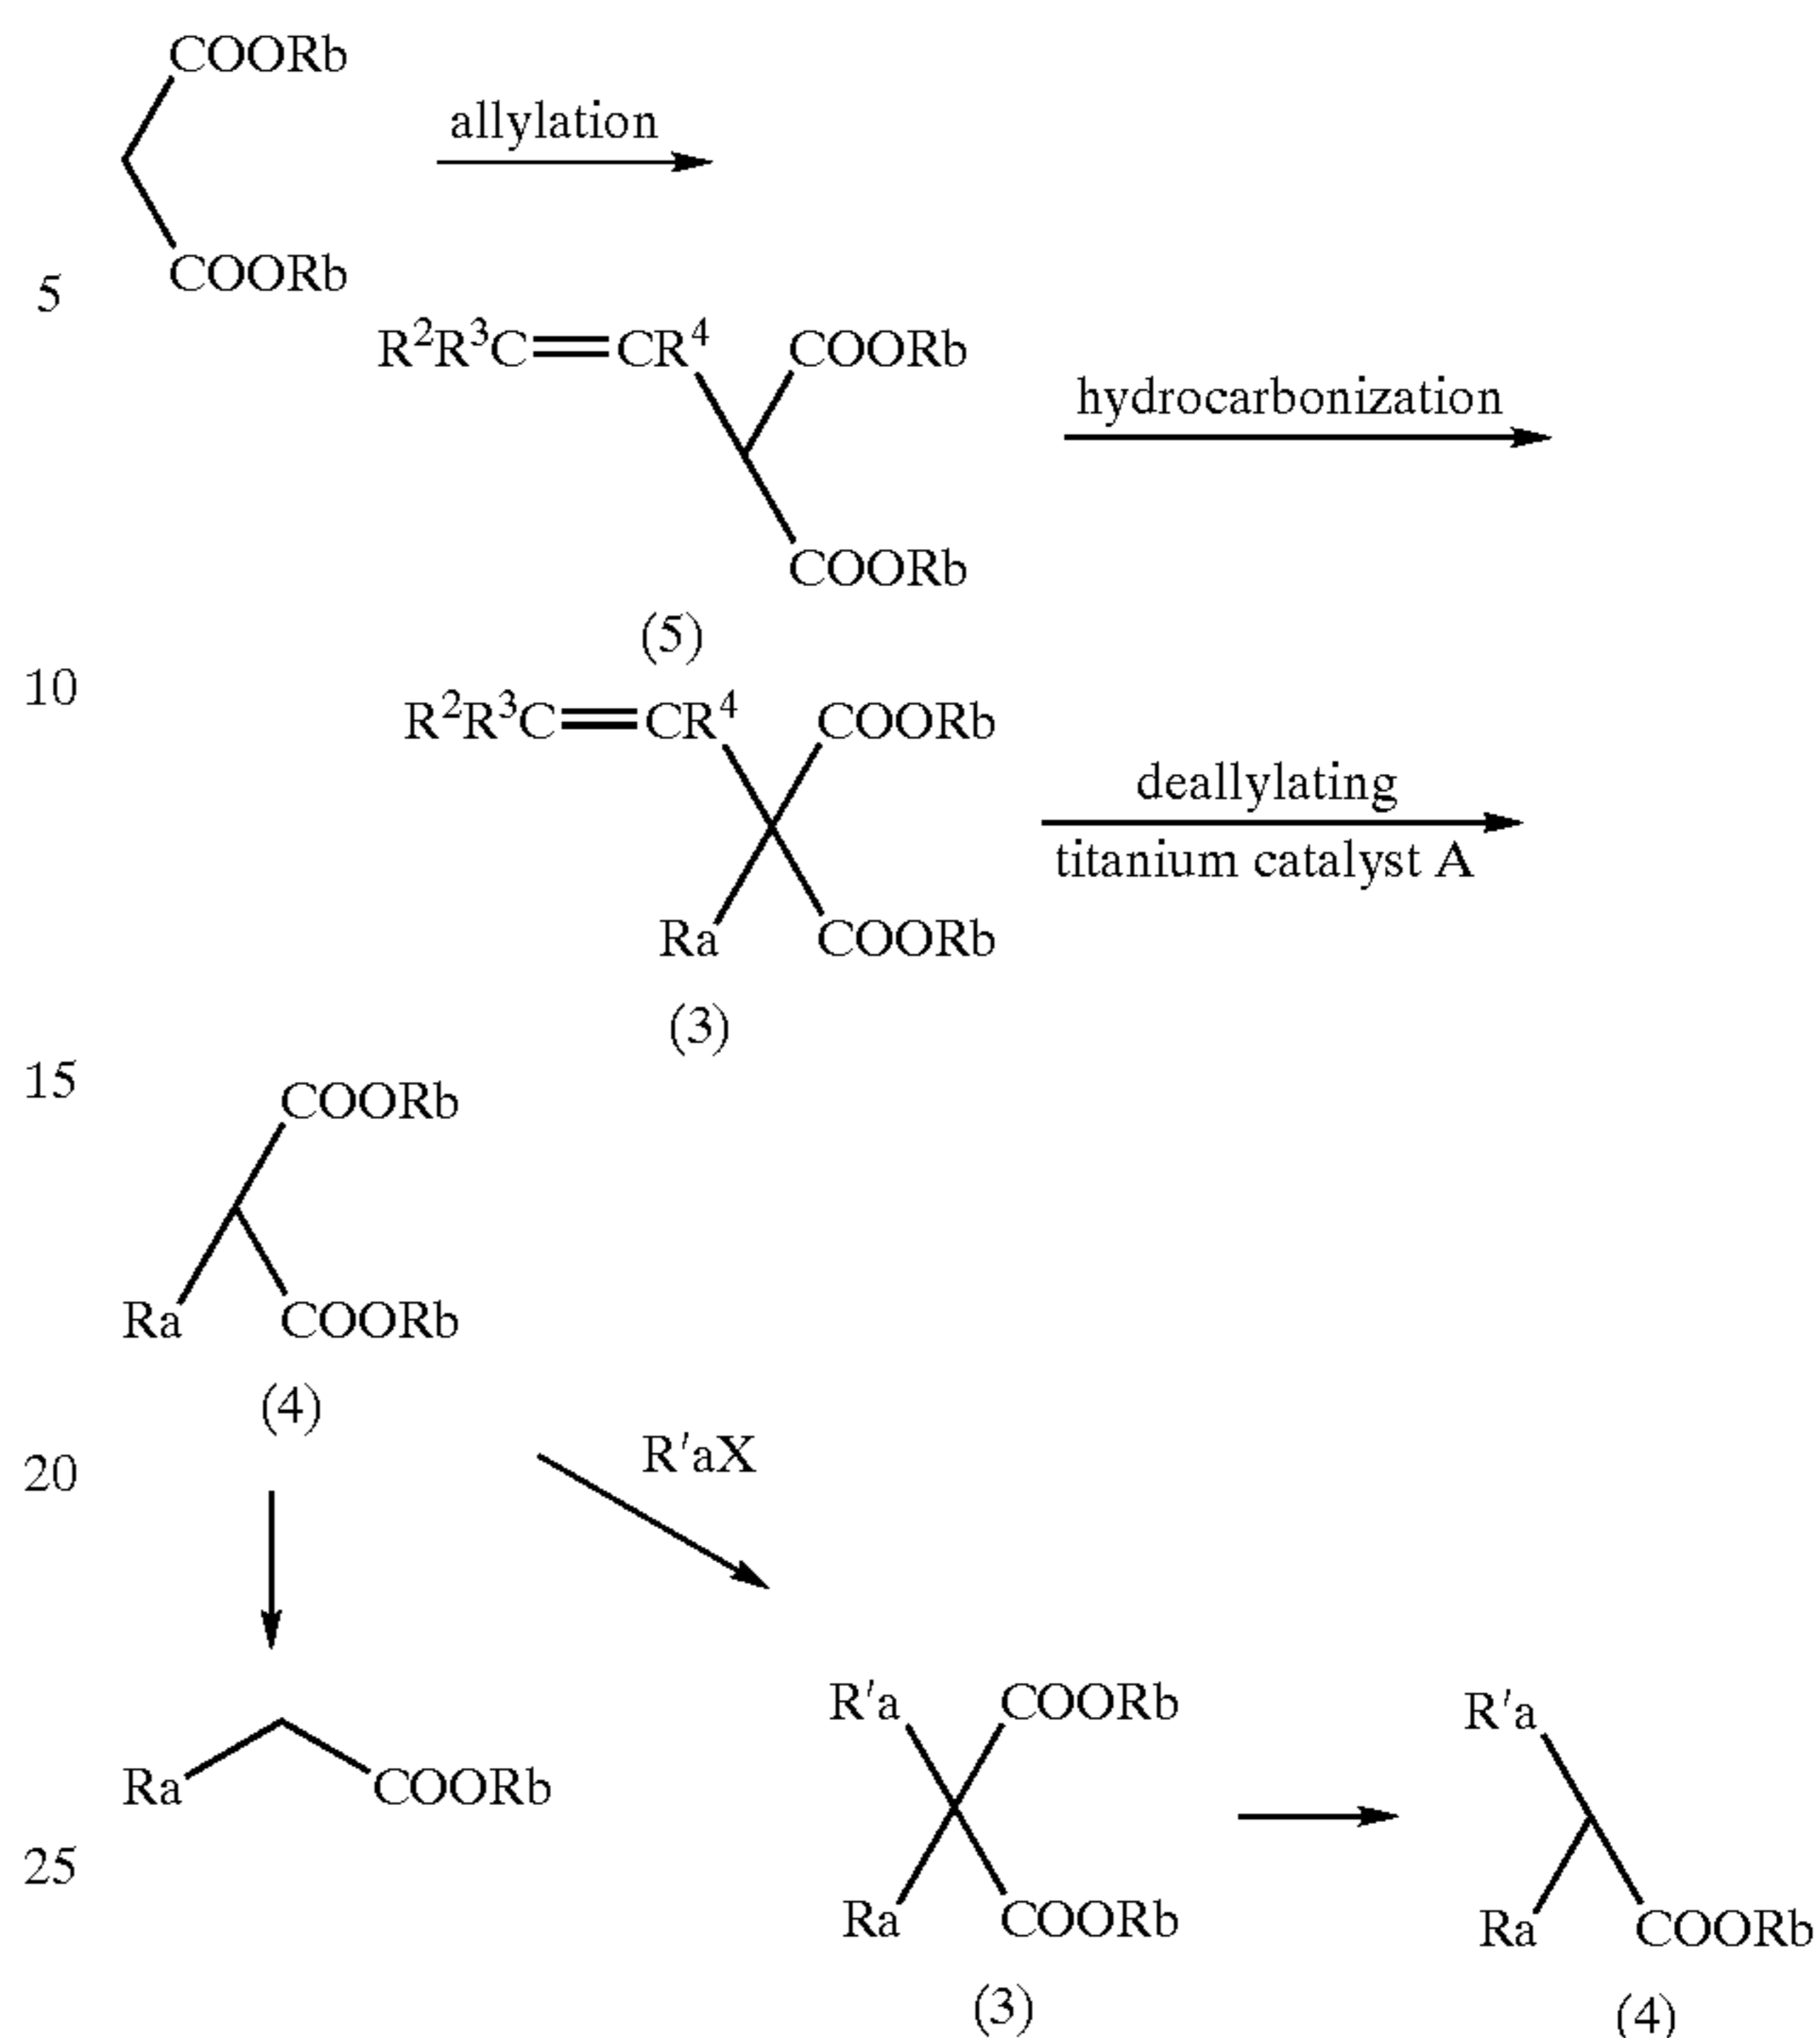 COORb
allylation
COORb
5
R²R³C=CR⁴ COORb
hydrocarbonization
COORb
(5)
10
R²R³C=CR⁴ COORb
deallylating
titanium catalyst A
Ra COORb
(3)
15
COORb
Ra COORb
(4)
R'aX
20
R'a COORb
R'a
Ra COORb
25
Ra COORb
Ra COORb
(3)
(4)